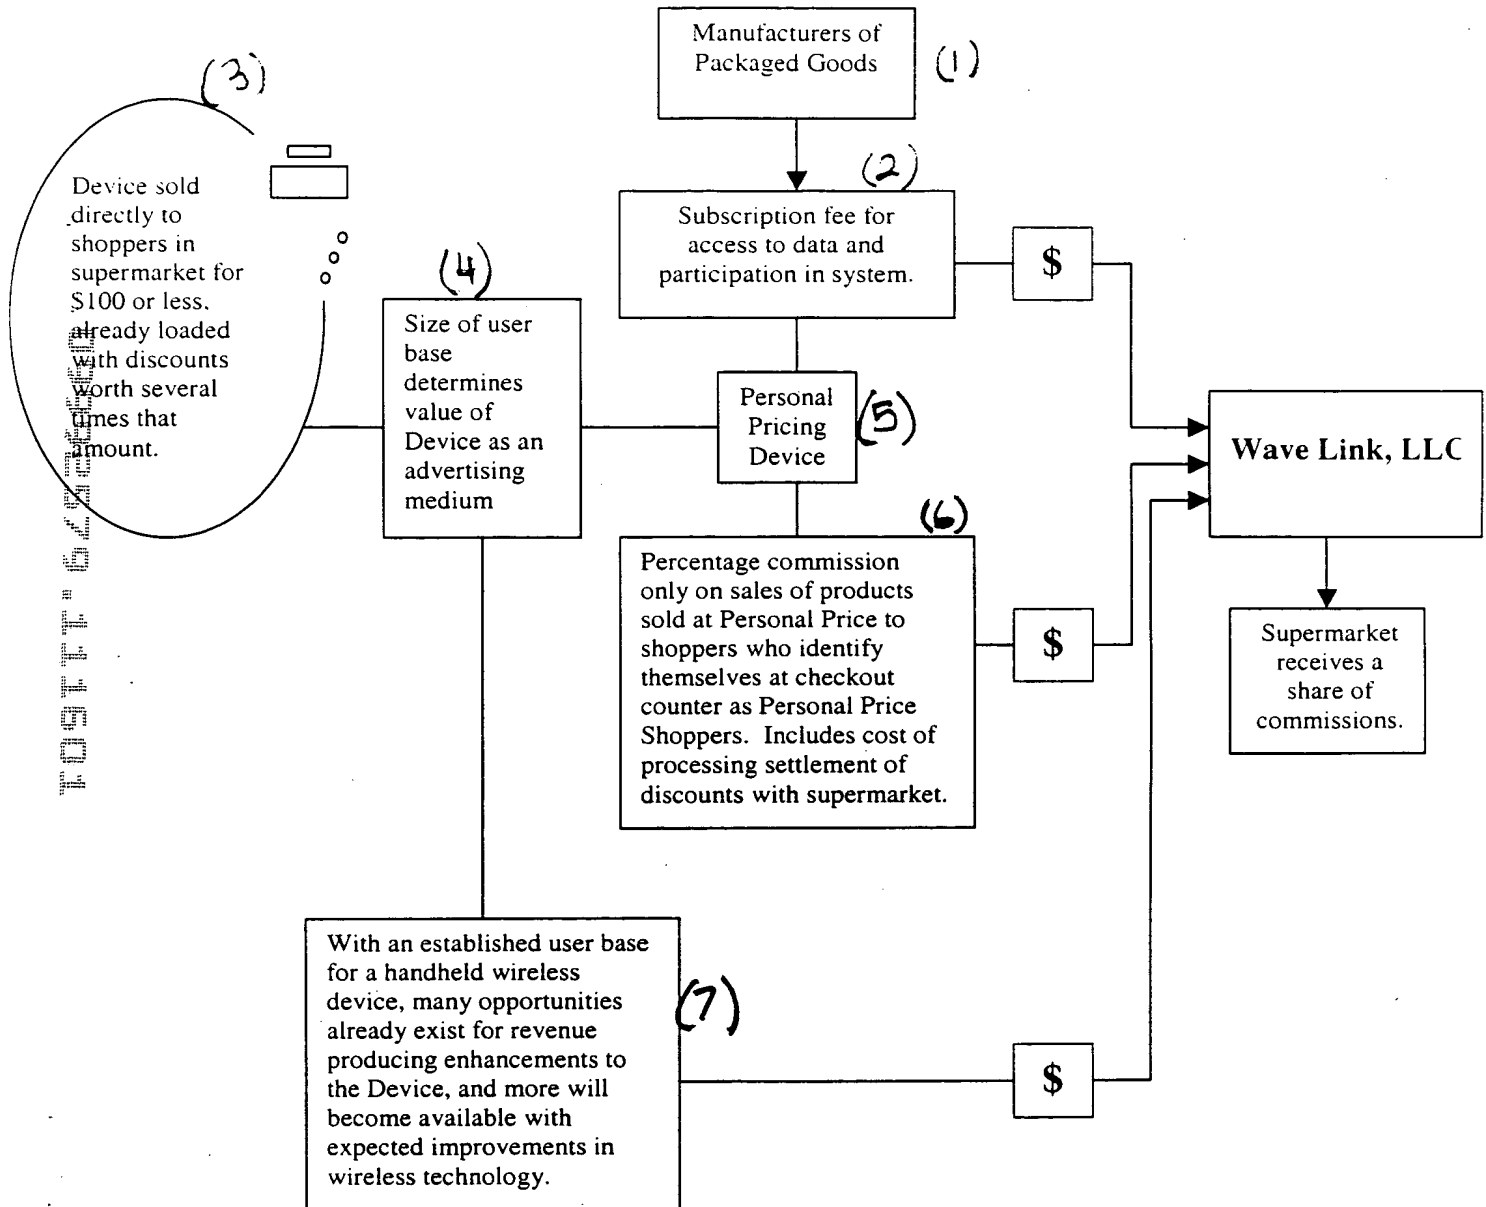 Manufacturers of
Packaged Goods
(1)
(3)
Device sold
directly to
shoppers in
supermarket for
$100 or less,
already loaded
with discounts
worth several
times that
amount.
(2)
Subscription fee for
access to data and
participation in system.
$
(4)
Size of user
base
determines
value of
Device as an
advertising
medium
Personal
Pricing
Device
(5)
Wave Link, LLC
(6)
Percentage commission
only on sales of products
sold at Personal Price to
shoppers who identify
themselves at checkout
counter as Personal Price
Shoppers. Includes cost of
processing settlement of
discounts with supermarket.
$
Supermarket
receives a
share of
commissions.
With an established user base
for a handheld wireless
device, many opportunities
already exist for revenue
producing enhancements to
the Device, and more will
become available with
expected improvements in
wireless technology.
(7)
$